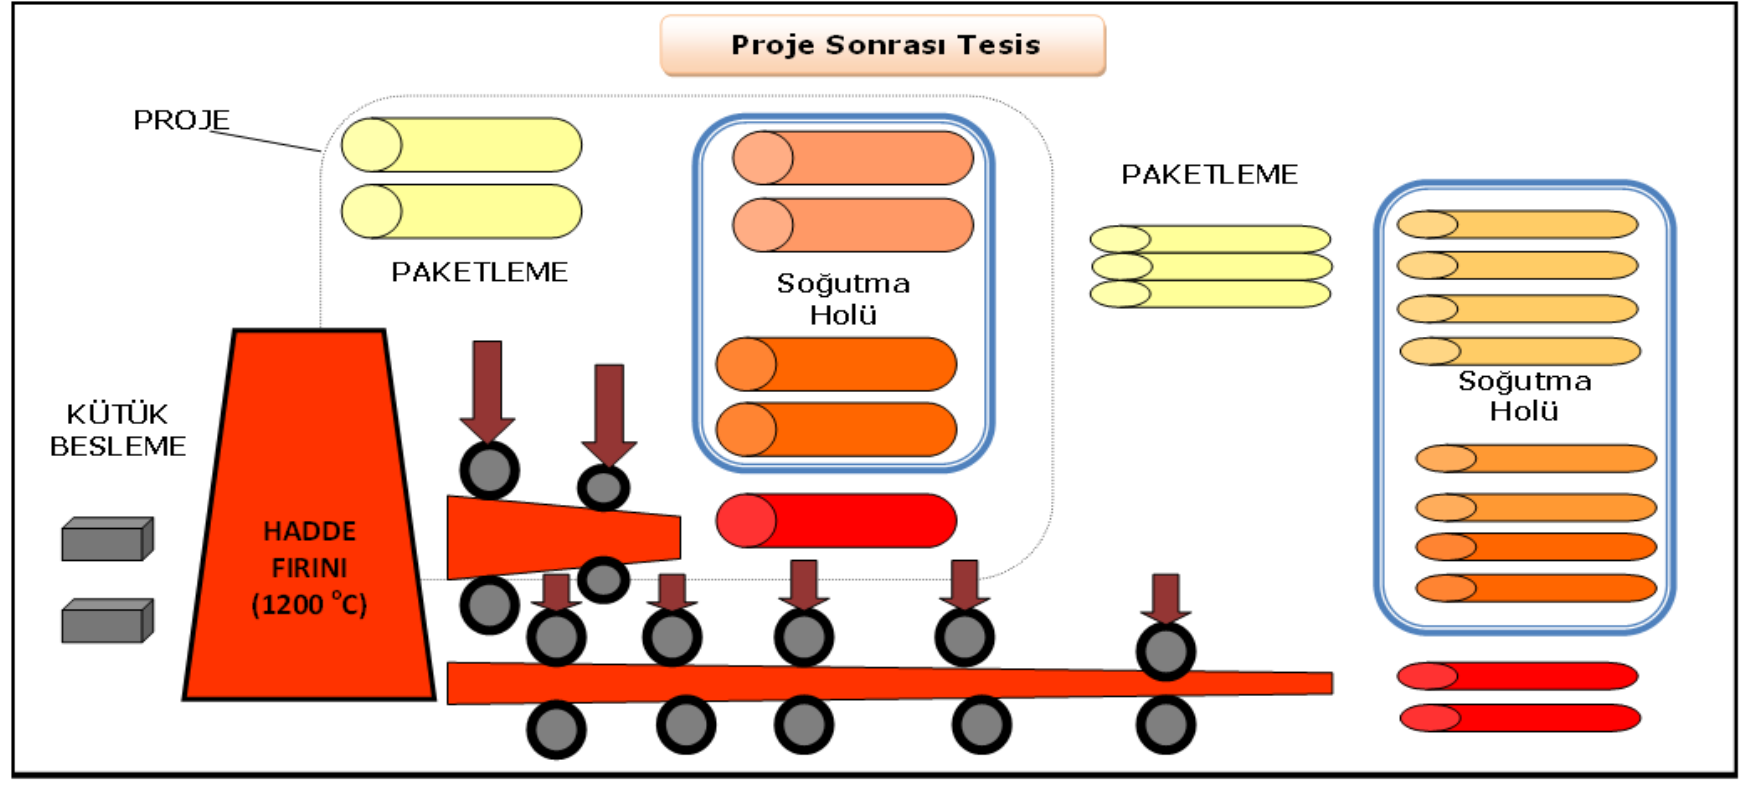 Proje Sonrası Tesis
PROJE
PAKETLEME
Soğutma
Holü
PAKETLEME
Soğutma
Holü
KÜTÜK
BESLEME
HADDE
FIRINI
(1200 °C)